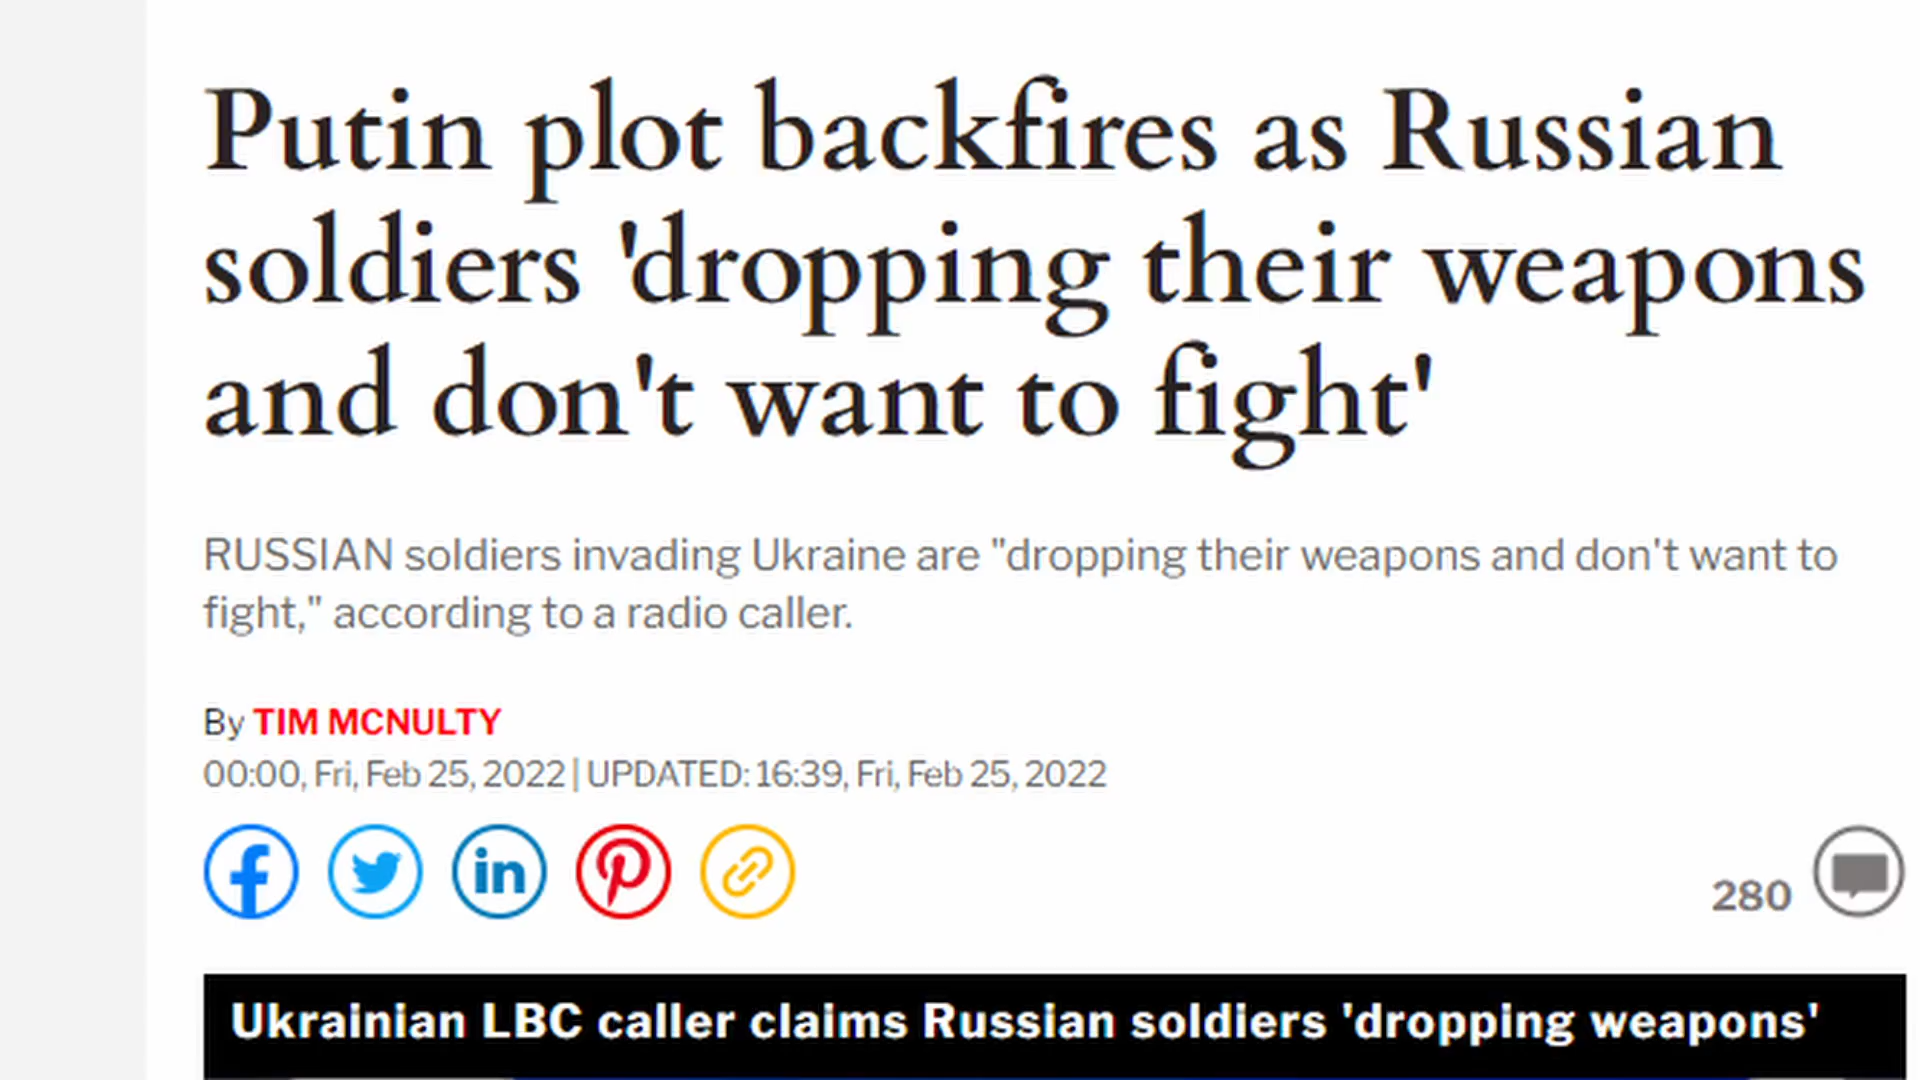 Putin plot backfires as Russian
soldiers 'dropping their weapons
and don't want to fight'
RUSSIAN soldiers invading Ukraine are "dropping their weapons and don't want to
fight," according to a radio caller.
By TIM MCNULTY
00:00, Fri, Feb 25, 2022 | UPDATED: 16:39, Fri, Feb 25, 2022
in
280
Ukrainian LBC caller claims Russian soldiers 'dropping weapons'